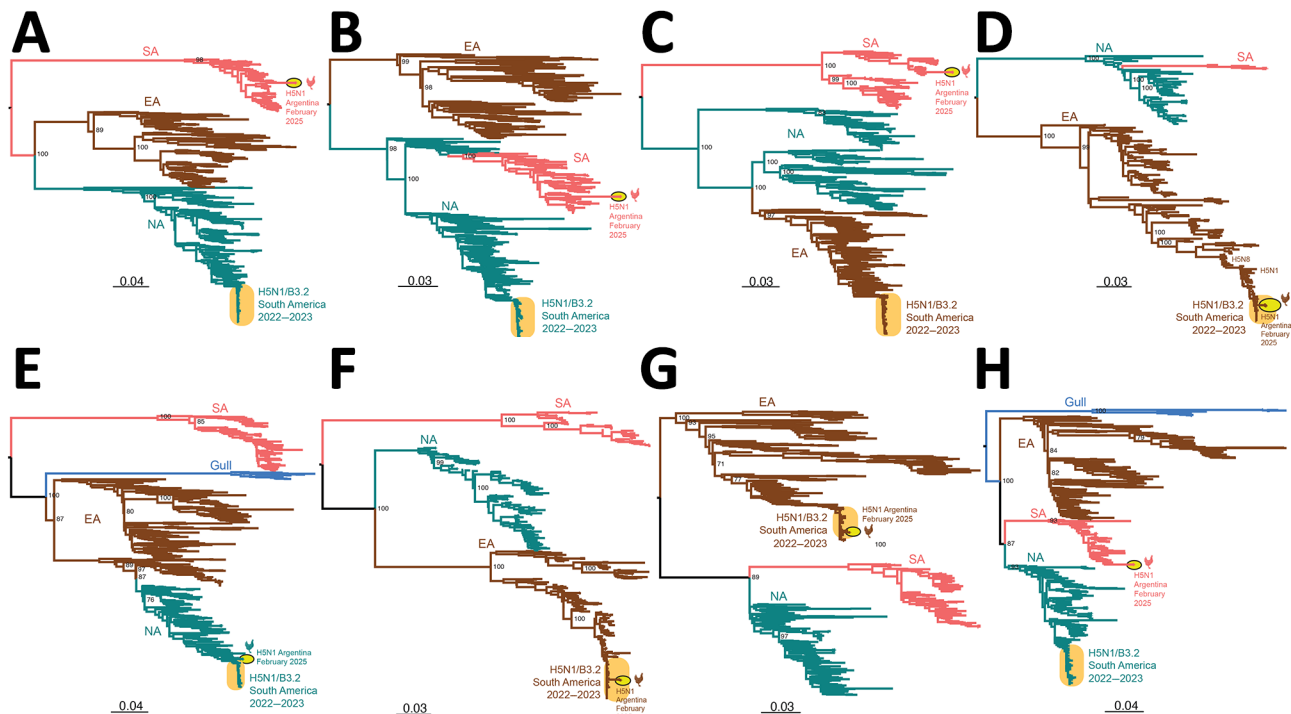 A
SA
98
H5N1
Argentina
February
2025
EA
89
100
100
100
NA
0.04
H5N1/B3.2
South America
2022–2023
B
EA
99
98
98
100
SA
100
H5N1
Argentina
February
2025
NA
0.03
H5N1/B3.2
South America
2022–2023
C
SA
100
99
H5N1
Argentina
February
2025
NA
100
100
100
100
97
EA
0.03
H5N1/B3.2
South America
2022–2023
D
NA
100
SA
100
100
EA
100
99
100
100
H5N8
H5N1
0.03
H5N1/B3.2
South America
2022–2023
H5N1
Argentina
February
2025
E
SA
100
85
Gull
100
87
EA
100
80
89
97
87
76
NA
H5N1 Argentina
February 2025
H5N1/B3.2
South America
2022–2023
0.04
F
SA
100
100
NA
99
100
100
EA
100
100
H5N1/B3.2
South America
2022–2023
H5N1
Argentina
February
0.03
G
EA
100
93
95
71
77
H5N1/B3.2
South America
2022–2023
H5N1 Argentina
February 2025
100
SA
89
NA
97
0.03
H
Gull
100
EA
79
84
82
100
SA
93
87
NA
H5N1
Argentina
February
2025
H5N1/B3.2
South America
2022–2023
0.04